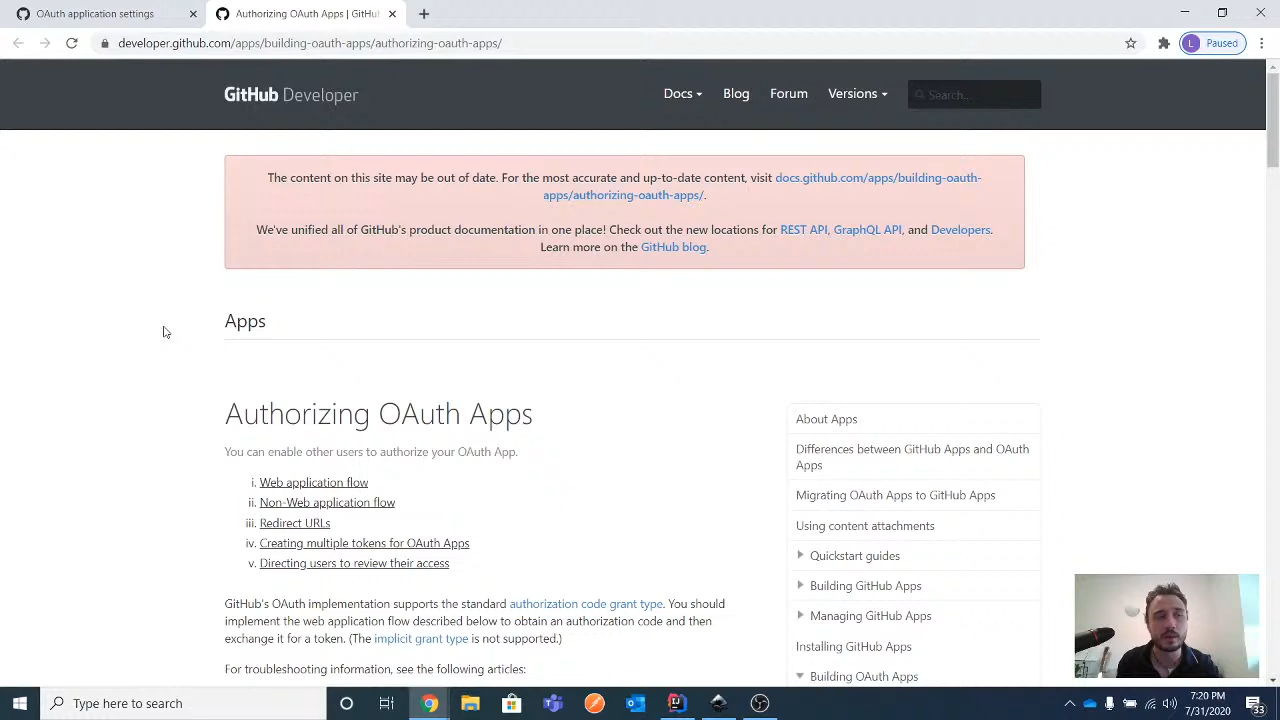 OAuth application settings
Authorizing OAuth Apps | GitHub
developer.github.com/apps/building-oauth-apps/authorizing-oauth-apps/
L Paused
GitHub Developer
Docs
Blog
Forum
Versions
Search...
The content on this site may be out of date. For the most accurate and up-to-date content, visit docs.github.com/apps/building-oauth-
apps/authorizing-oauth-apps/.
We've unified all of GitHub's product documentation in one place! Check out the new locations for REST API, GraphQL API, and Developers.
Learn more on the GitHub blog.
Apps
Authorizing OAuth Apps
You can enable other users to authorize your OAuth App.
i. Web application flow
ii. Non-Web application flow
iii. Redirect URLs
iv. Creating multiple tokens for OAuth Apps
v. Directing users to review their access
GitHub's OAuth implementation supports the standard authorization code grant type. You should
implement the web application flow described below to obtain an authorization code and then
exchange it for a token. (The implicit grant type is not supported.)
For troubleshooting information, see the following articles:
About Apps
Differences between GitHub Apps and OAuth
Apps
Migrating OAuth Apps to GitHub Apps
Using content attachments
Quickstart guides
Building GitHub Apps
Managing GitHub Apps
Installing GitHub Apps
Building OAuth Apps
Type here to search
7:20 PM
7/31/2020
33